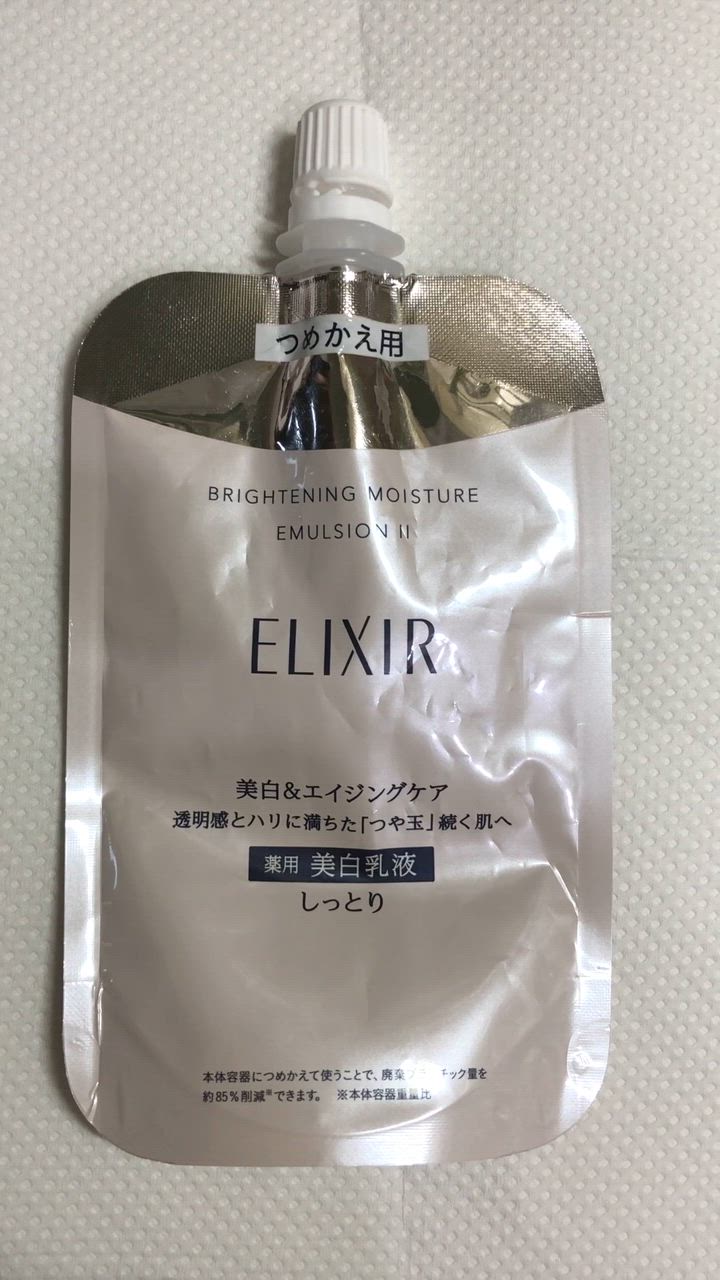 つめかえ用
BRIGHTENING MOISTURE
EMULSION II
ELIXIR
美白&エイジングケア
透明感とハリに満ちた「つや玉」続く肌へ
薬用 美白乳液
しっとり
本体容器につめかえて使うことで、廃棄プラスチック量を
約85%削減※できます。 ※本体容器重量比